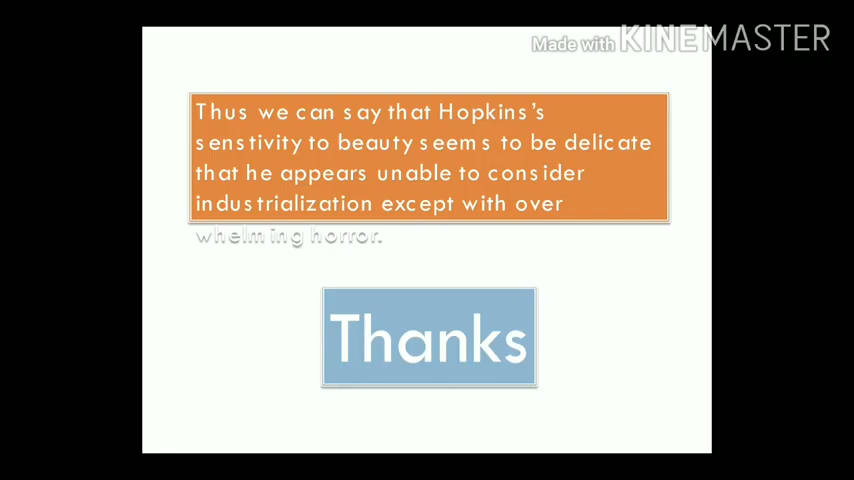 Made with KINEMASTER
Thus we can say that Hopkins's
senstivity to beauty seems to be delicate
that he appears unable to consider
industrialization except with over
whelming horror.
Thanks